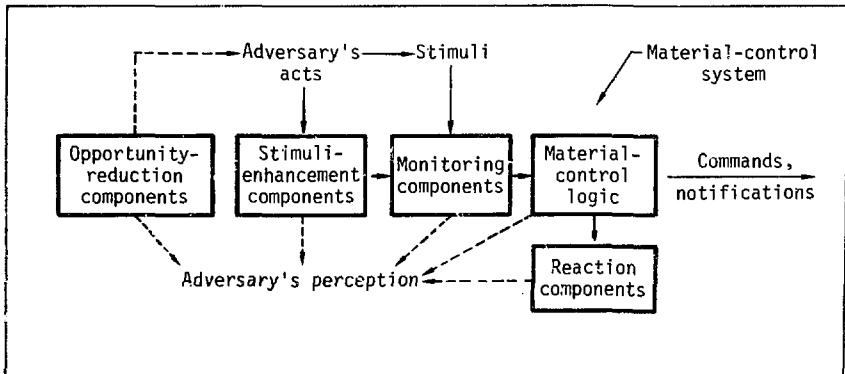 Adversary's
acts
Stimuli
Material-control
system
Opportunity-
reduction
components
Stimuli-
enhancement
components
Monitoring
components
Material-
control
logic
Commands,
notifications
Adversary's perception
Reaction
components